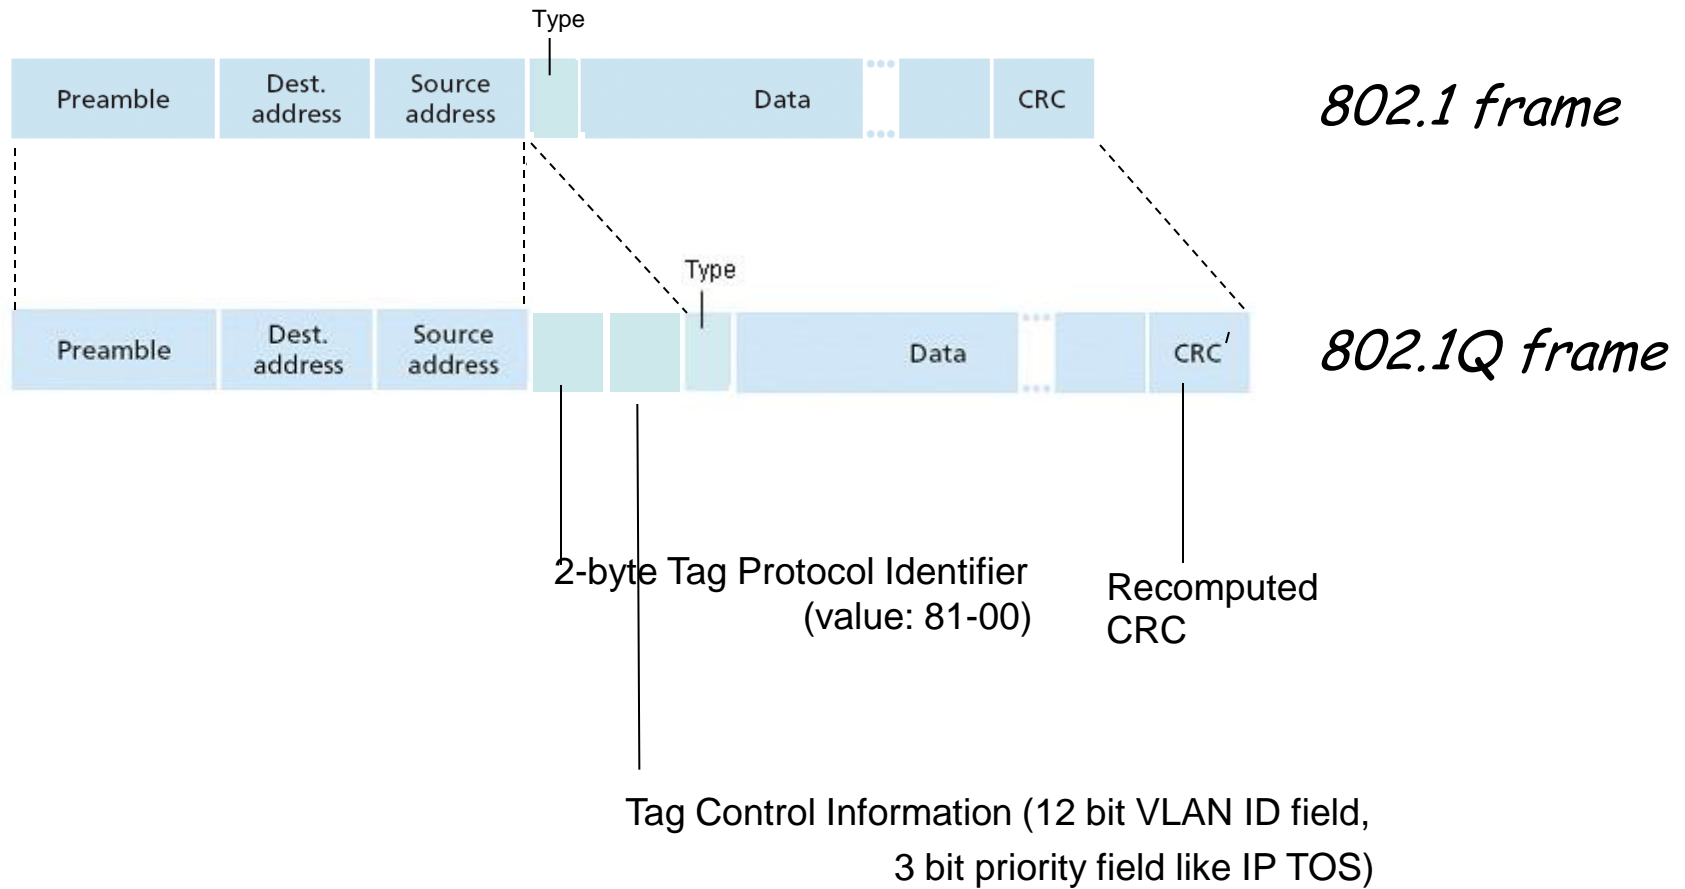 Type
Preamble
Dest.
address
Source
address
Data
CRC
802.1 frame
Type
Preamble
Dest.
address
Source
address
Data
CRC'
802.1Q frame
2-byte Tag Protocol Identifier
(value: 81-00)
Recomputed
CRC
Tag Control Information (12 bit VLAN ID field,
3 bit priority field like IP TOS)